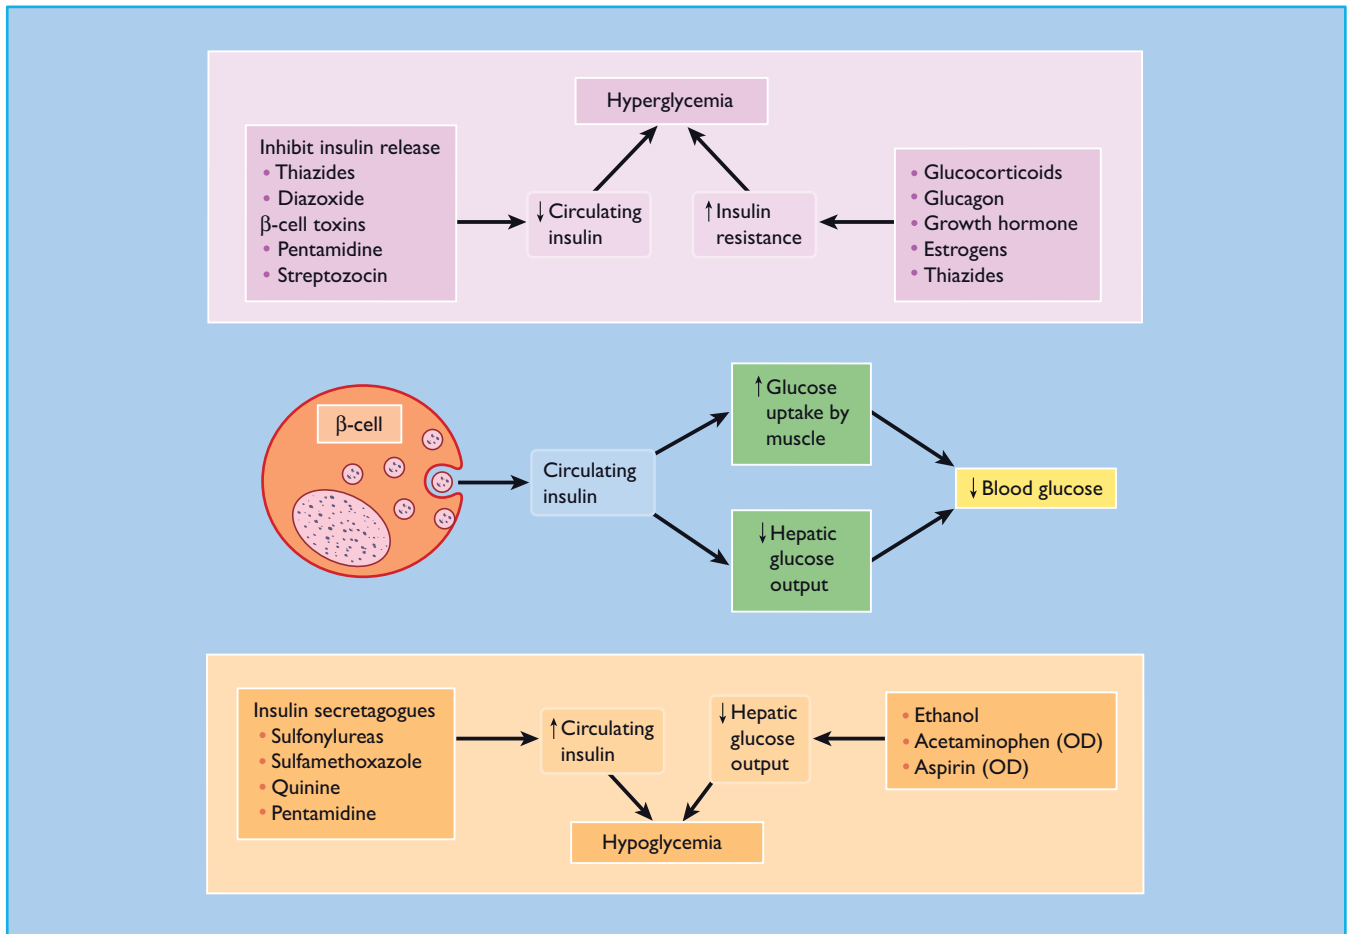 Hyperglycemia
Inhibit insulin release
• Thiazides
• Diazoxide
β-cell toxins
• Pentamidine
• Streptozocin
↓ Circulating
insulin
↑ Insulin
resistance
• Glucocorticoids
• Glucagon
• Growth hormone
• Estrogens
• Thiazides
β-cell
Circulating
insulin
↑ Glucose
uptake by
muscle
↓ Hepatic
glucose
output
↓ Blood glucose
Insulin secretagogues
• Sulfonylureas
• Sulfamethoxazole
• Quinine
• Pentamidine
↑ Circulating
insulin
↓ Hepatic
glucose
output
• Ethanol
• Acetaminophen (OD)
• Aspirin (OD)
Hypoglycemia